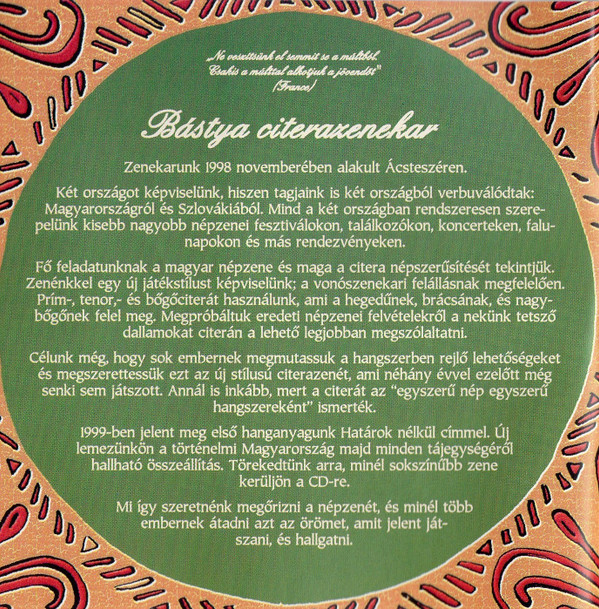 „Ne veszítsünk el semmit se a múltból.
Csakis a múlttal alkotjuk a jövendőt”
(France)
Bástya citerazenekar
Zenekarunk 1998 novemberében alakult Ácsteszéren.
Két országot képviselünk, hiszen tagjaink is két országból verbuválódtak:
Magyarországról és Szlovákiából. Mind a két országban rendszeresen szere-
pelünk kisebb nagyobb népzenei fesztiválokon, találkozókon, koncerteken, falu-
napokon és más rendezvényeken.
Fő feladatunknak a magyar népzene és maga a citera népszerűsítését tekintjük.
Zenénkkel egy új játékstílust képviselünk; a vonószenekari felállásnak megfelelően.
Prím-, tenor,- és bőgőciterát használunk, ami a hegedűnek, brácsának, és nagy-
bőgőnek felel meg. Megpróbáltuk eredeti népzenei felvételekről a nekünk tetsző
dallamokat citerán a lehető legjobban megszólaltatni.
Célunk még, hogy sok embernek megmutassuk a hangszerben rejlő lehetőségeket
és megszerettessük ezt az új stílusú citerazenét, ami néhány évvel ezelőtt még
senki sem játszott. Annál is inkább, mert a citerát az “egyszerű nép egyszerű
hangszereként” ismerték.
1999-ben jelent meg első hanganyagunk Határok nélkül címmel. Új
lemezünkön a történelmi Magyarország majd minden tájegységéről
hallható összeállítás. Törekedtünk arra, minél sokszínűbb zene
kerüljön a CD-re.
Mi így szeretnénk megőrizni a népzenét, és minél több
embernek átadni azt az örömet, amit jelent ját-
szani, és hallgatni.